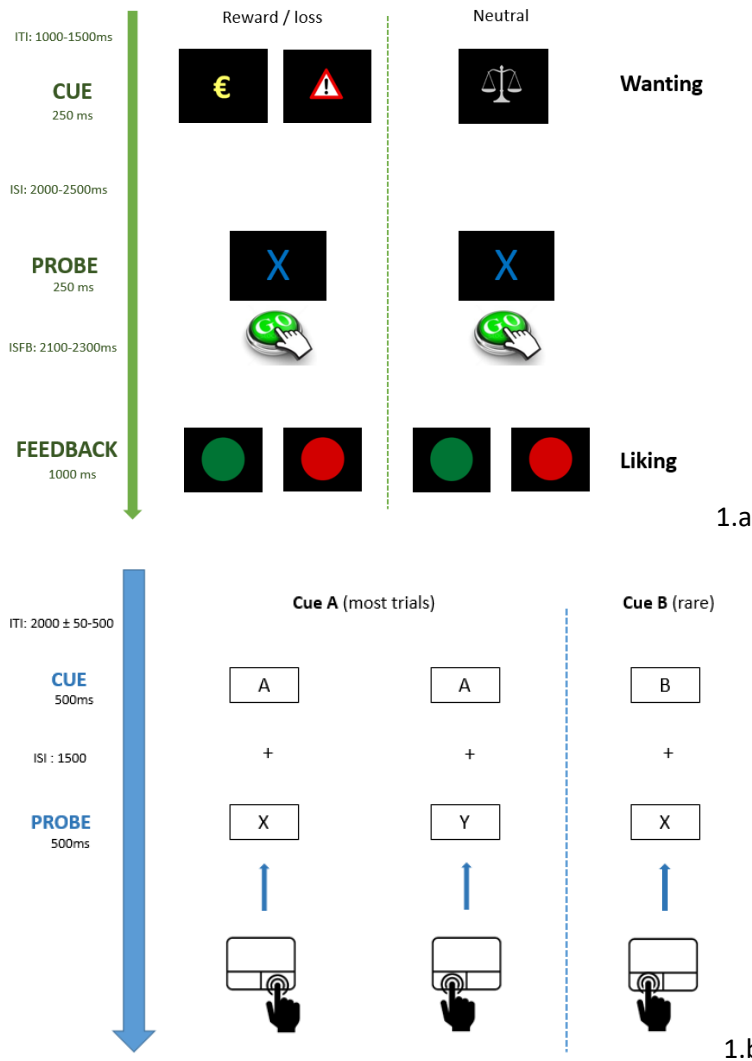 Reward / loss
Neutral
ITI: 1000-1500ms
CUE
250 ms
€
!
Wanting
ISI: 2000-2500ms
PROBE
250 ms
X
X
GO
GO
ISFB: 2100-2300ms
FEEDBACK
1000 ms
Liking
1.a
Cue A (most trials)
Cue B (rare)
ITI: 2000 ± 50-500
CUE
500ms
A
A
B
ISI : 1500
+
+
+
PROBE
500ms
X
Y
X
1.b